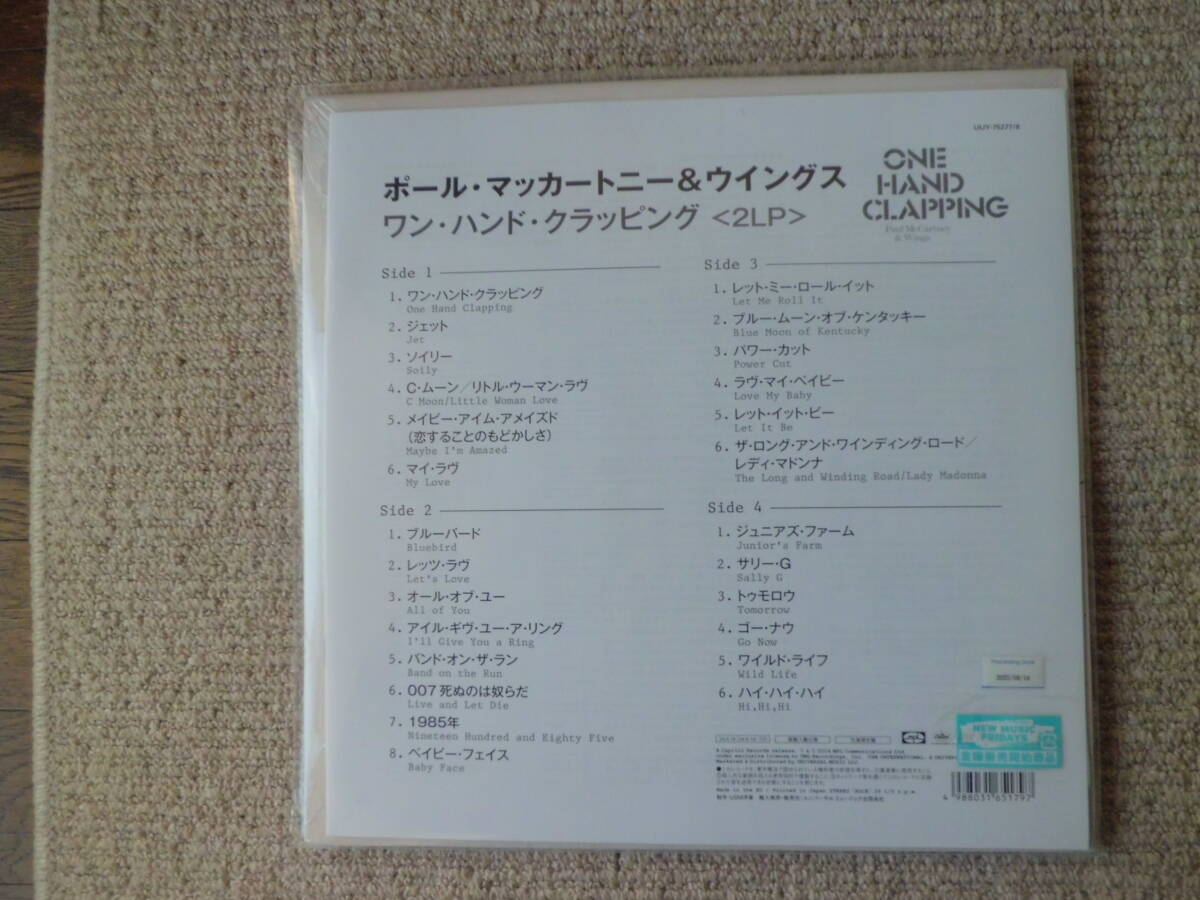 UIJY-75277/8
ポール・マッカートニー&ウイングス
ワン・ハンド・クラッピング <2LP>
ONE
HAND
CLAPPING
Paul McCartney
& Wings
Side 1
1. ワン・ハンド・クラッピング
One Hand Clapping
2. ジェット
Jet
3. ソイリー
Soily
4. C・ムーン/リトル・ウーマン・ラヴ
C Moon/Little Woman Love
5. メイビー・アイム・アメイズド
(恋することのもどかしさ)
Maybe I'm Amazed
6. マイ・ラヴ
My Love
Side 2
1. ブルーバード
Bluebird
2. レッツ・ラヴ
Let's Love
3. オール・オブ・ユー
All of You
4. アイル・ギヴ・ユー・ア・リング
I'll Give You a Ring
5. バンド・オン・ザ・ラン
Band on the Run
6. 007 死ぬのは奴らだ
Live and Let Die
7. 1985年
Nineteen Hundred and Eighty Five
8. ベイビー・フェイス
Baby Face
Side 3
1. レット・ミー・ロール・イット
Let Me Roll It
2. ブルー・ムーン・オブ・ケンタッキー
Blue Moon of Kentucky
3. パワー・カット
Power Cut
4. ラヴ・マイ・ベイビー
Love My Baby
5. レット・イット・ビー
Let It Be
6. ザ・ロング・アンド・ワインディング・ロード/
レディ・マドンナ
The Long and Winding Road/Lady Madonna
Side 4
1. ジュニアズ・ファーム
Junior's Farm
2. サリー・G
Sally G
3. トゥモロウ
Tomorrow
4. ゴー・ナウ
Go Now
5. ワイルド・ライフ
Wild Life
6. ハイ・ハイ・ハイ
Hi, Hi, Hi
NEW MUSIC
FRIDAYS
4 988031 651797